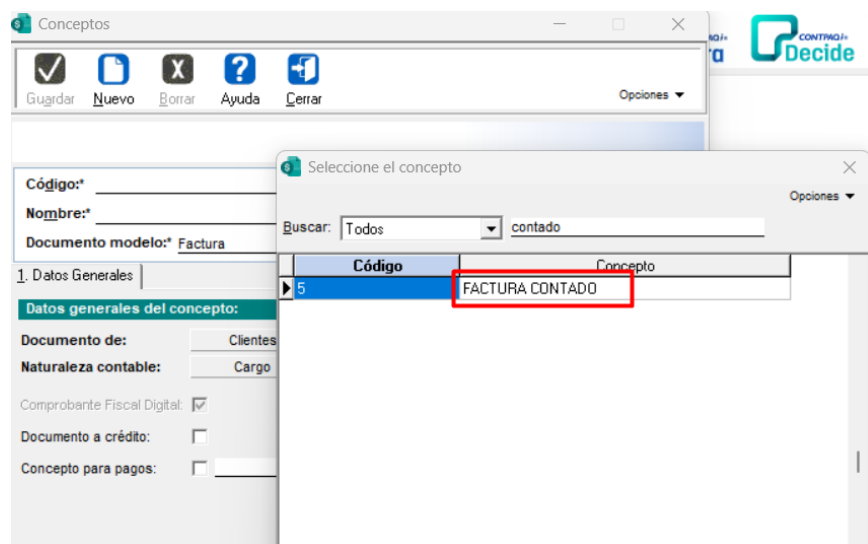 Conceptos
CONTPAQi
Decide
Guardar Nuevo Borrar Ayuda Cerrar
Opciones
Seleccione el concepto
Opciones
Código:*
Nombre:*
Documento modelo:* Factura
Buscar: Todos contado
Código Concepto
5 FACTURA CONTADO
1. Datos Generales
Datos generales del concepto:
Documento de: Clientes
Naturaleza contable: Cargo
Comprobante Fiscal Digital:
Documento a crédito:
Concepto para pagos: